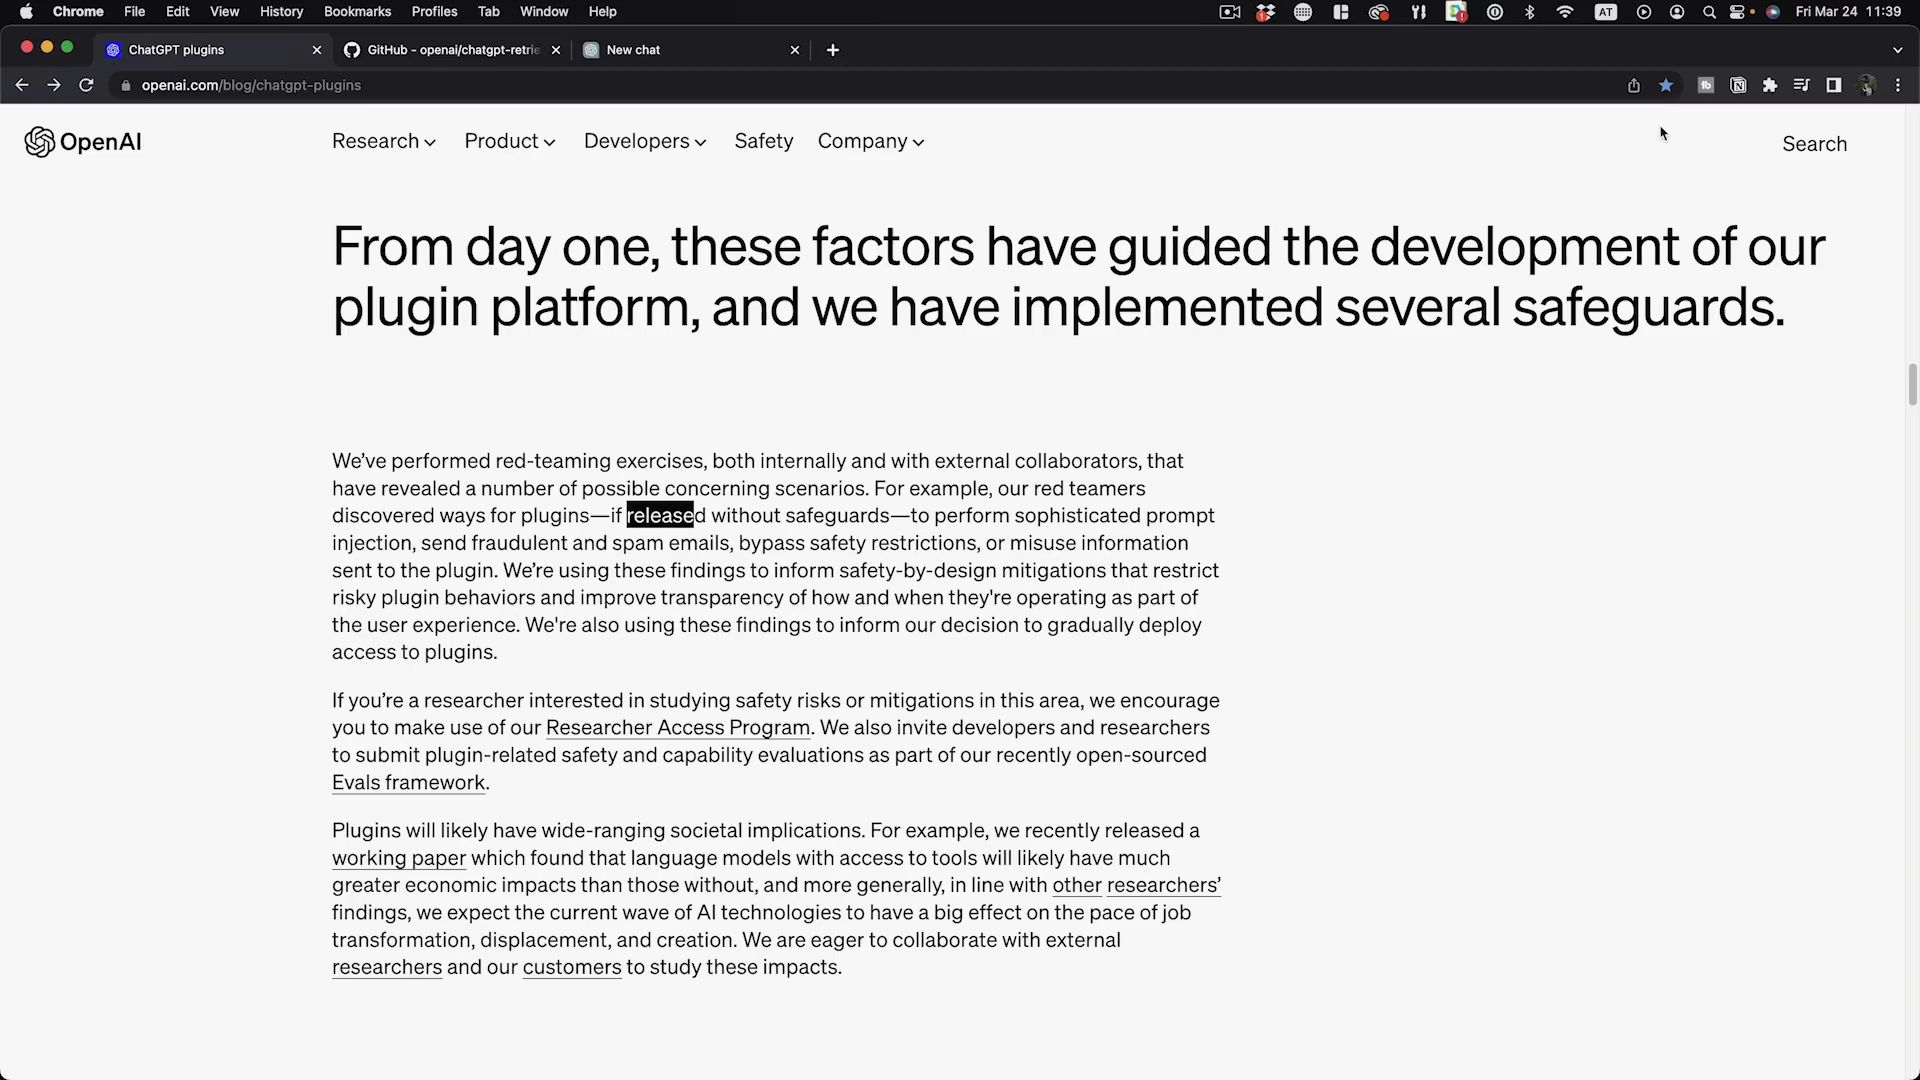 Chrome File Edit View History Bookmarks Profiles Tab Window Help
AT Fri Mar 24 11:39
ChatGPT plugins
GitHub - openai/chatgpt-retrie
New chat
openai.com/blog/chatgpt-plugins
OpenAI
Research Product Developers Safety Company
Search
From day one, these factors have guided the development of our
plugin platform, and we have implemented several safeguards.
We’ve performed red-teaming exercises, both internally and with external collaborators, that
have revealed a number of possible concerning scenarios. For example, our red teamers
discovered ways for plugins—if released without safeguards—to perform sophisticated prompt
injection, send fraudulent and spam emails, bypass safety restrictions, or misuse information
sent to the plugin. We’re using these findings to inform safety-by-design mitigations that restrict
risky plugin behaviors and improve transparency of how and when they're operating as part of
the user experience. We're also using these findings to inform our decision to gradually deploy
access to plugins.
If you’re a researcher interested in studying safety risks or mitigations in this area, we encourage
you to make use of our Researcher Access Program. We also invite developers and researchers
to submit plugin-related safety and capability evaluations as part of our recently open-sourced
Evals framework.
Plugins will likely have wide-ranging societal implications. For example, we recently released a
working paper which found that language models with access to tools will likely have much
greater economic impacts than those without, and more generally, in line with other researchers’
findings, we expect the current wave of AI technologies to have a big effect on the pace of job
transformation, displacement, and creation. We are eager to collaborate with external
researchers and our customers to study these impacts.